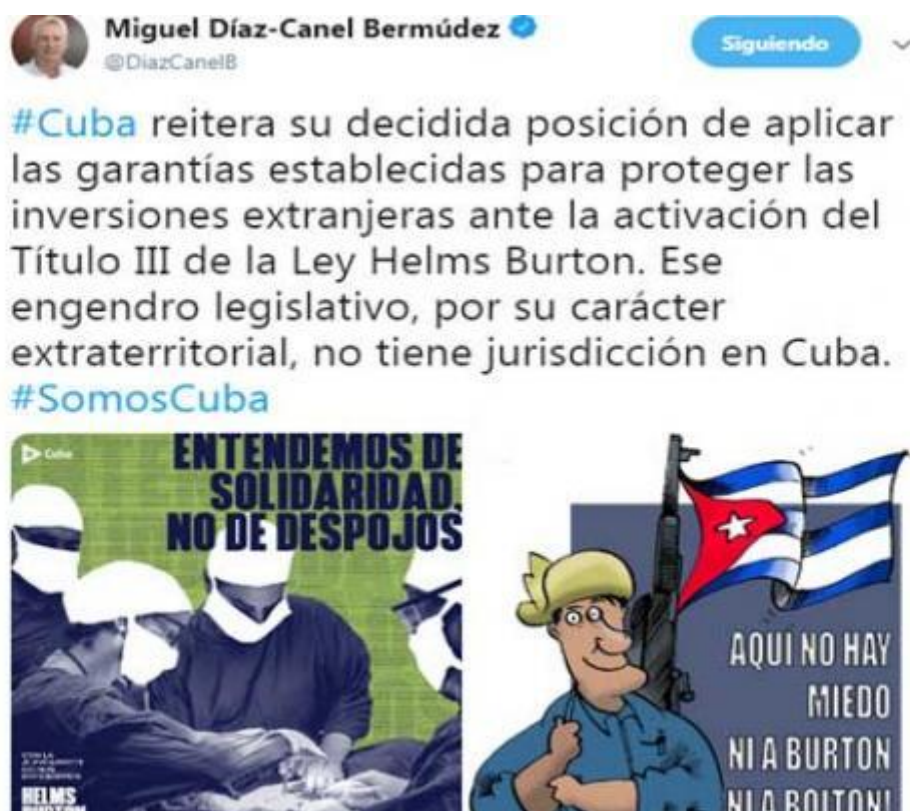 Miguel Díaz-Canel Bermúdez
@DiazCanelB
Siguiendo
#Cuba reitera su decidida posición de aplicar
las garantías establecidas para proteger las
inversiones extranjeras ante la activación del
Título III de la Ley Helms Burton. Ese
engendro legislativo, por su carácter
extraterritorial, no tiene jurisdicción en Cuba.
#SomosCuba
Cuba
ENTENDEMOS DE
SOLIDARIDAD,
NO DE DESPOJOS
HELMS
BURTON
AQUI NO HAY
MIEDO
NI A BURTON
NI A BOLTON!